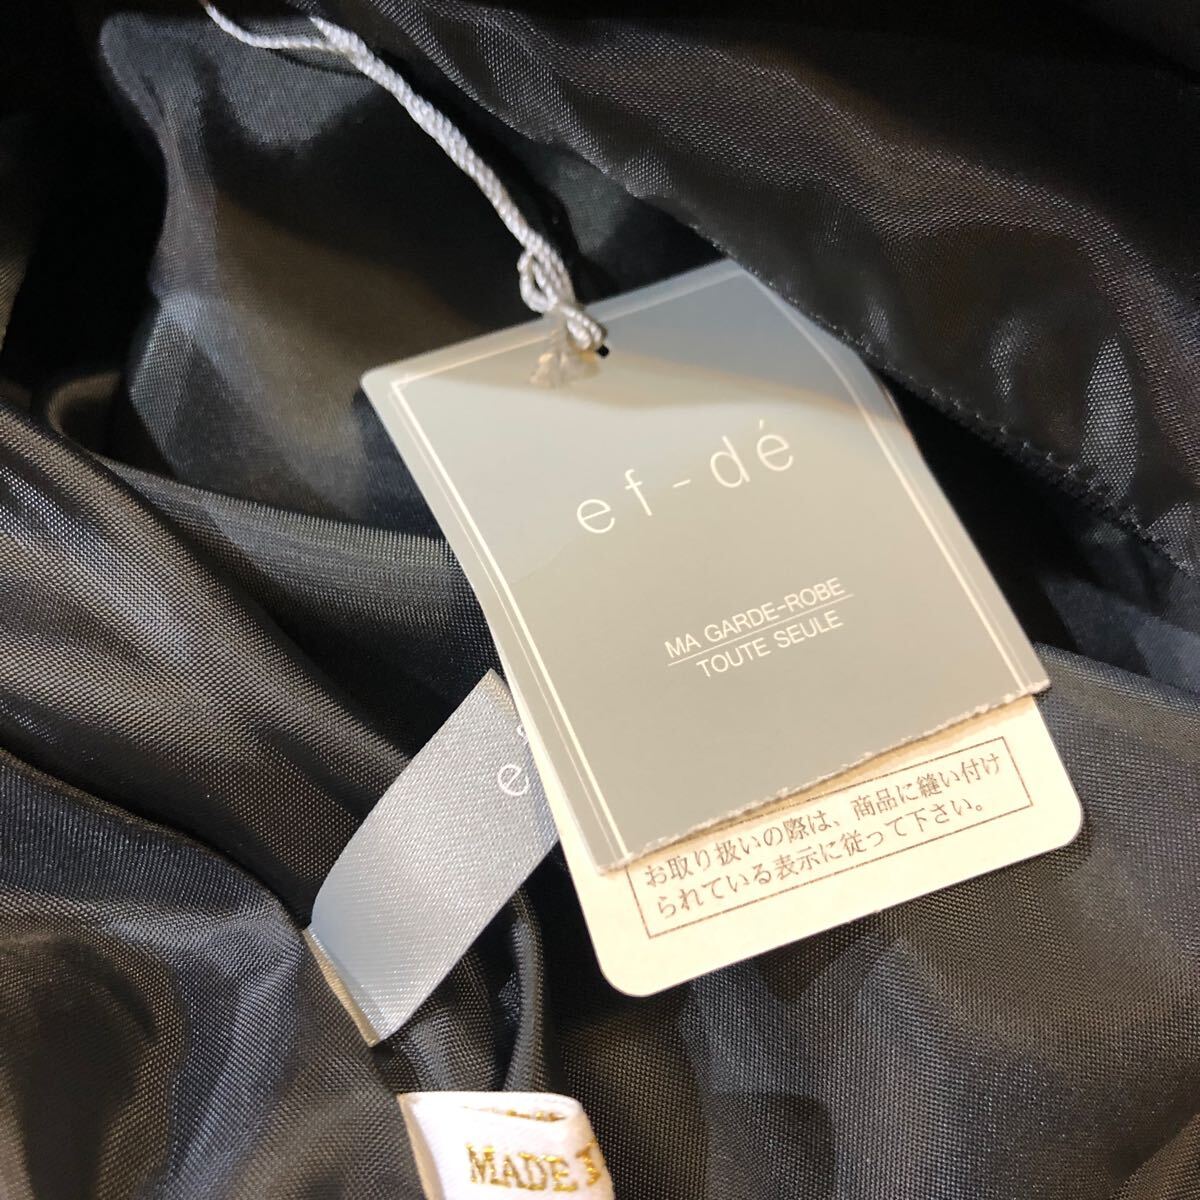 ef-dé
MA GARDE-ROBE
TOUTE SEULE
お取り扱いの際は、商品に縫い付け
られている表示に従って下さい。
e
MADE